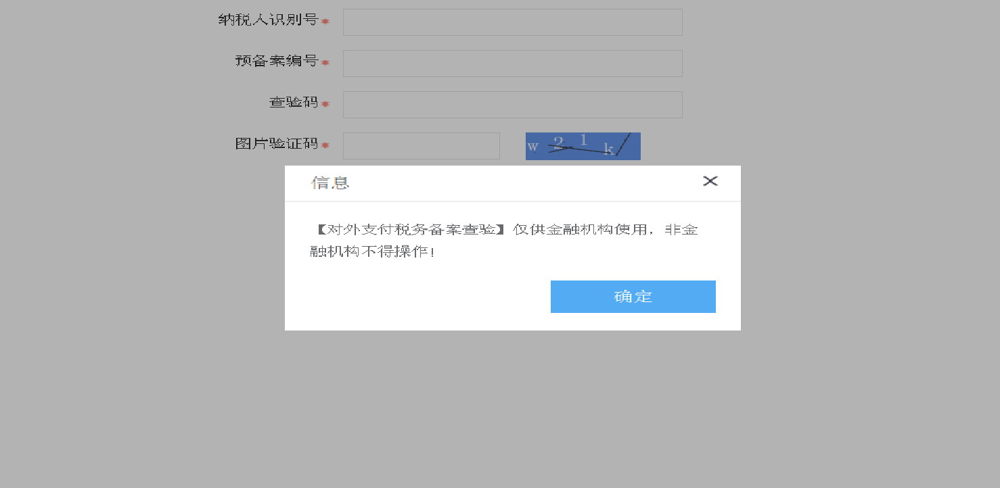 纳税人识别号*
预备案编号*
查验码*
图片验证码*
w 2 1 k
信息
【对外支付税务备案查验】仅供金融机构使用，非金
融机构不得操作！
确定